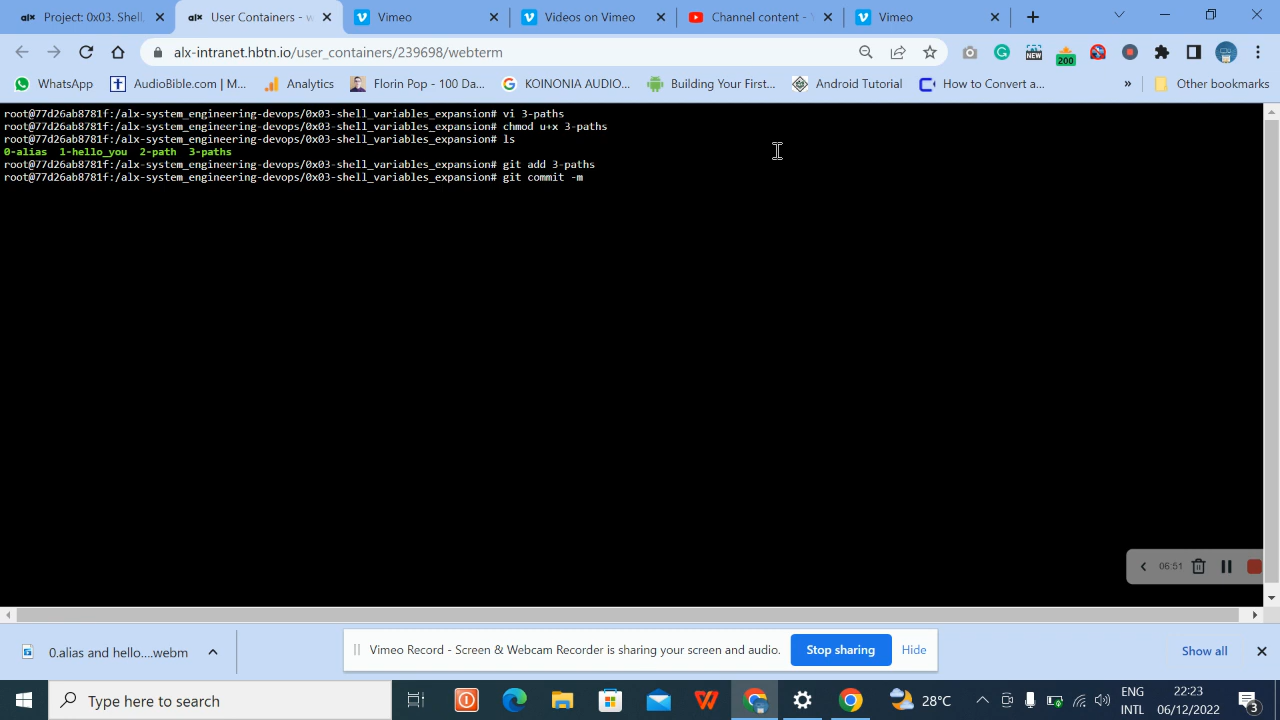 alx Project: 0x03. Shell
alx User Containers - w
Vimeo
Videos on Vimeo
Channel content -
Vimeo
alx-intranet.hbtn.io/user_containers/239698/webterm
NEW
200
WhatsApp
AudioBible.com | M...
Analytics
Florin Pop - 100 Da...
KOINONIA AUDIO...
Building Your First...
Android Tutorial
How to Convert a...
»
Other bookmarks
root@77d26ab8781f:/alx-system_engineering-devops/0x03-shell_variables_expansion# vi 3-paths
root@77d26ab8781f:/alx-system_engineering-devops/0x03-shell_variables_expansion# chmod u+x 3-paths
root@77d26ab8781f:/alx-system_engineering-devops/0x03-shell_variables_expansion# ls
0-alias 1-hello_you 2-path 3-paths
root@77d26ab8781f:/alx-system_engineering-devops/0x03-shell_variables_expansion# git add 3-paths
root@77d26ab8781f:/alx-system_engineering-devops/0x03-shell_variables_expansion# git commit -m
06:51
0.alias and hello....webm
Vimeo Record - Screen & Webcam Recorder is sharing your screen and audio.
Stop sharing
Hide
Show all
Type here to search
28°C
ENG
INTL
22:23
06/12/2022
3